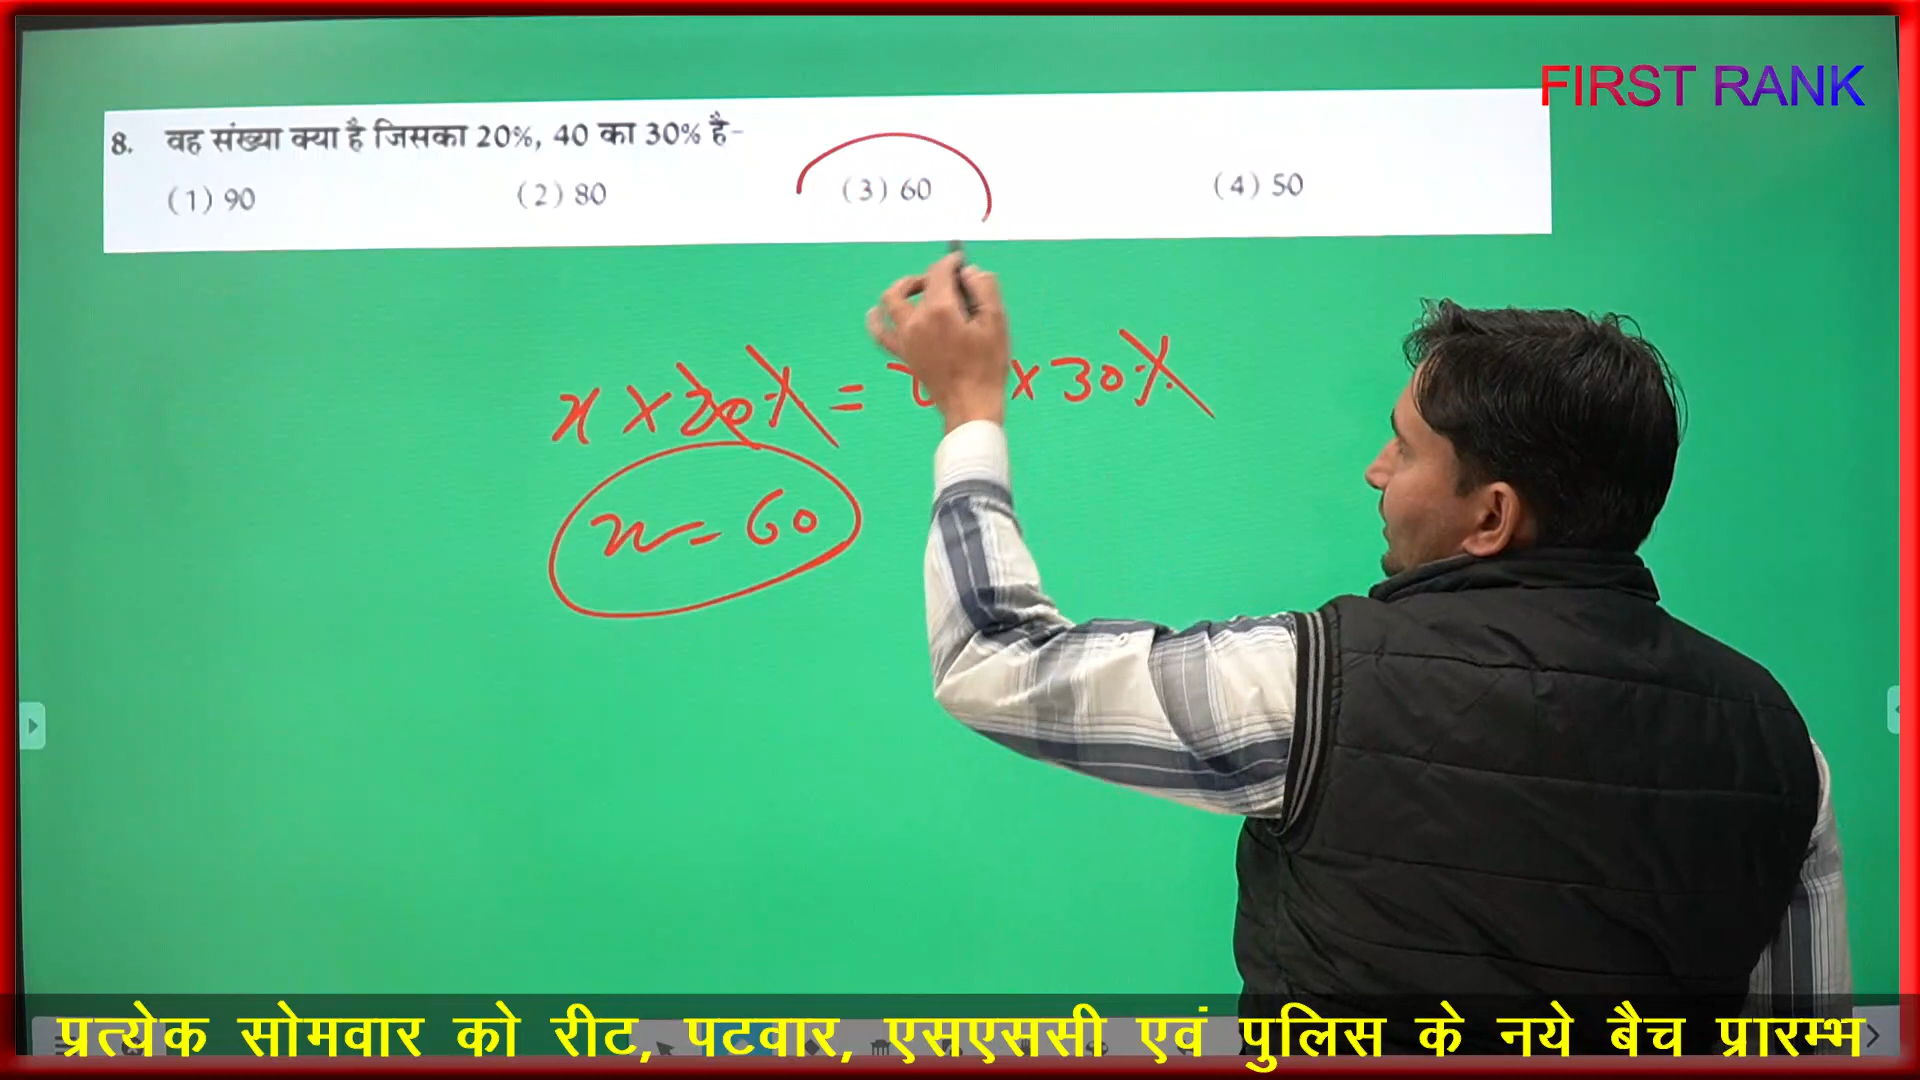 FIRST RANK
8. वह संख्या क्या है जिसका 20%, 40 का 30% है-
(1) 90 (2) 80 (3) 60 (4) 50
x × 20% = × 30%
x = 60
प्रत्येक सोमवार को रीट, पटवार, एसएससी एवं पुलिस के नये बैच प्रारम्भ